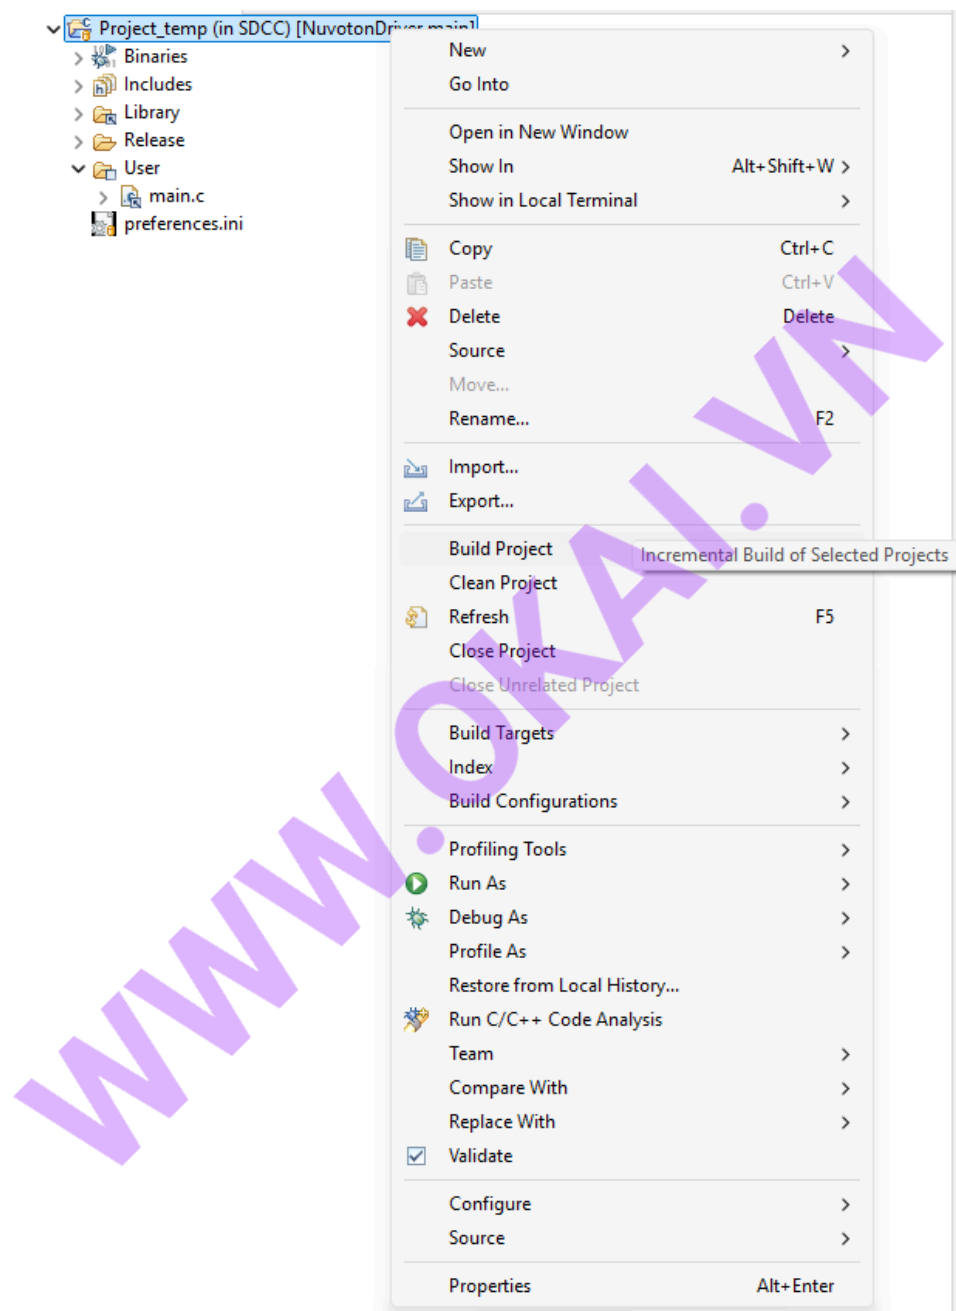 Project_temp (in SDCC) [NuvotonDriver main]
Binaries
Includes
Library
Release
User
main.c
preferences.ini
New
Go Into
Open in New Window
Show In Alt+Shift+W
Show in Local Terminal
Copy Ctrl+C
Paste Ctrl+V
Delete Delete
Source
Move...
Rename... F2
Import...
Export...
Build Project
Incremental Build of Selected Projects
Clean Project
Refresh F5
Close Project
Close Unrelated Project
Build Targets
Index
Build Configurations
Profiling Tools
Run As
Debug As
Profile As
Restore from Local History...
Run C/C++ Code Analysis
Team
Compare With
Replace With
Validate
Configure
Source
Properties Alt+Enter
WWW.OKAI.VN